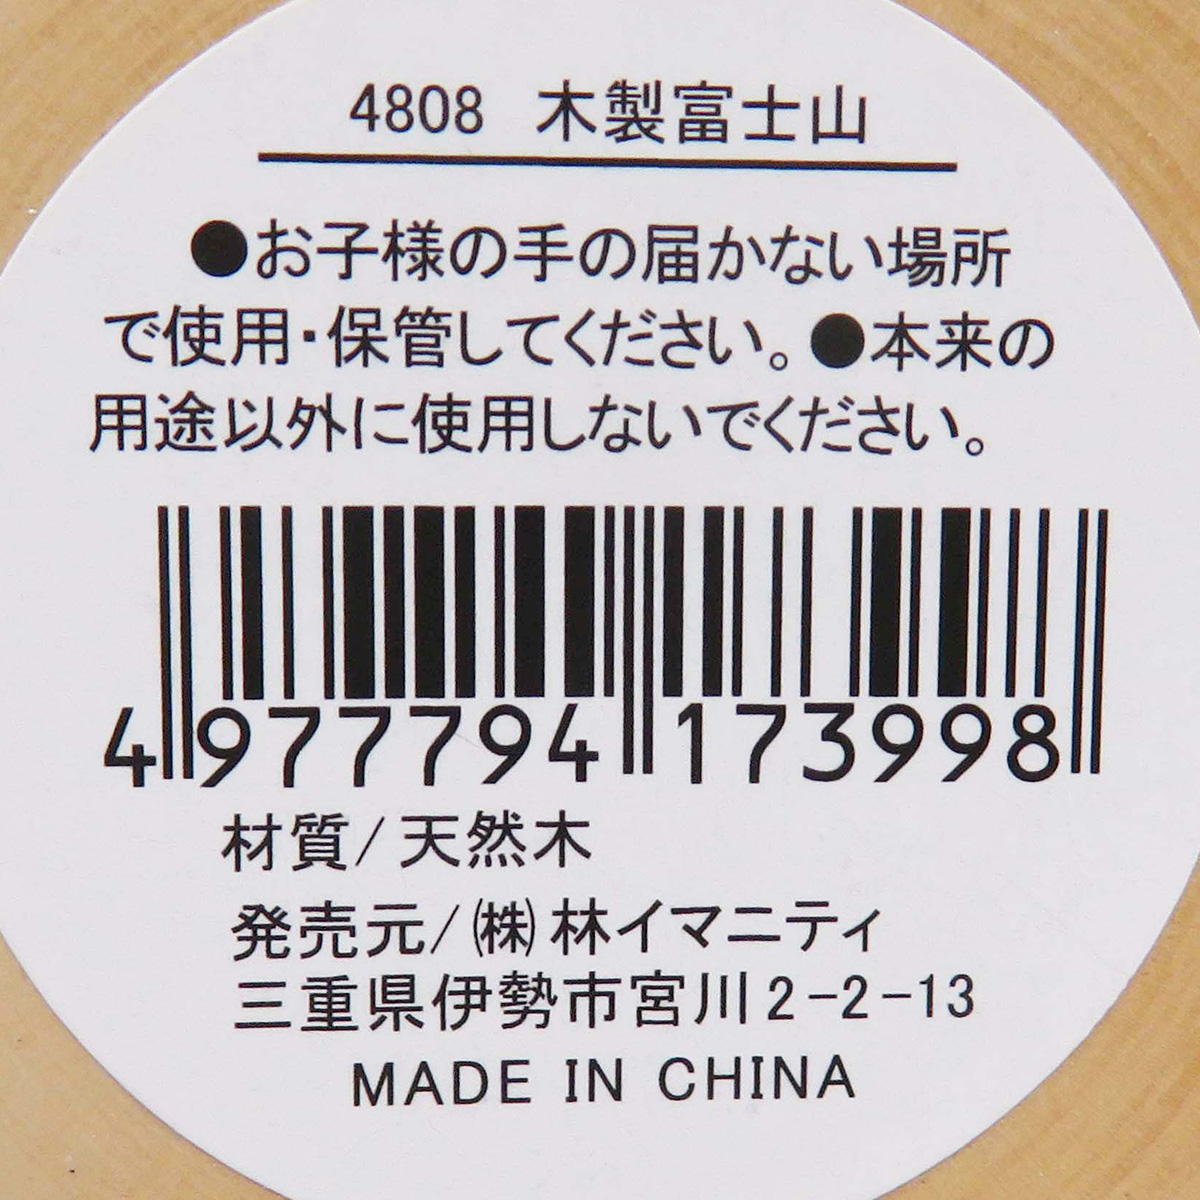 4808 木製富士山
●お子様の手の届かない場所
で使用・保管してください。●本来の
用途以外に使用しないでください。
4977794173998
材質/天然木
発売元/㈱林イマニティ
三重県伊勢市宮川2-2-13
MADE IN CHINA